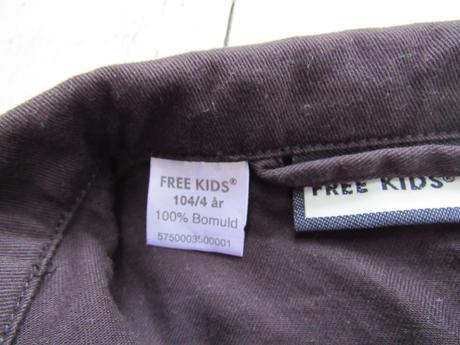 FREE KIDS®
104/4 år
100% Bomuld
5750003500001
FREE KIDS®